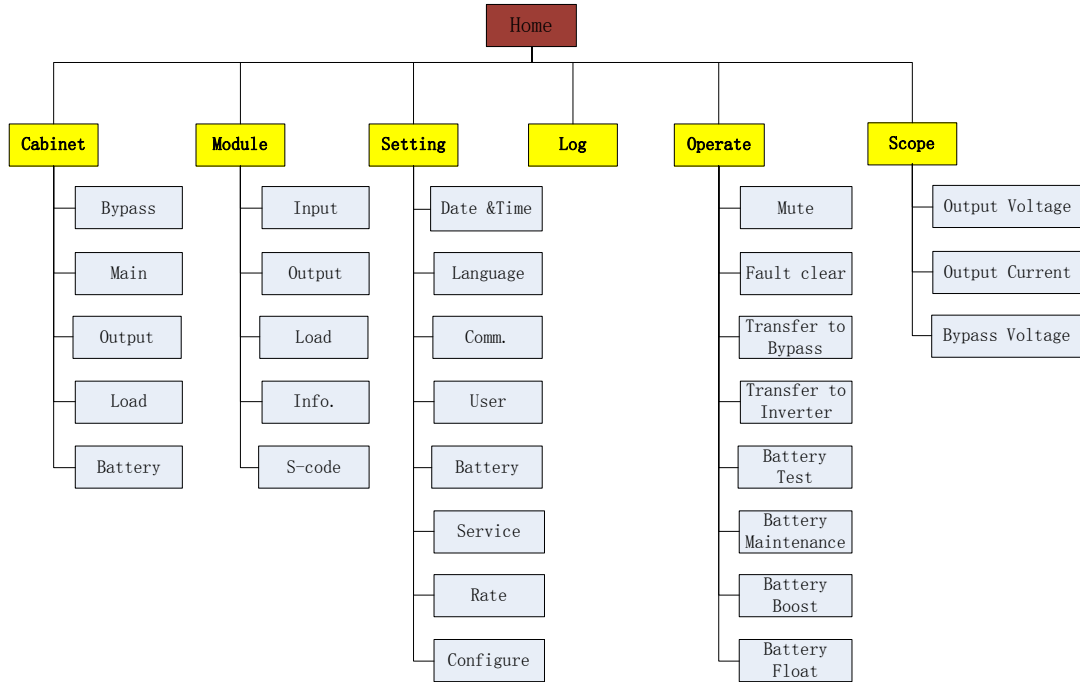 Home
Cabinet
Module
Setting
Log
Operate
Scope
Bypass
Main
Output
Load
Battery
Input
Output
Load
Info.
S-code
Date &Time
Language
Comm.
User
Battery
Service
Rate
Configure
Mute
Fault clear
Transfer to
Bypass
Transfer to
Inverter
Battery
Test
Battery
Maintenance
Battery
Boost
Battery
Float
Output Voltage
Output Current
Bypass Voltage